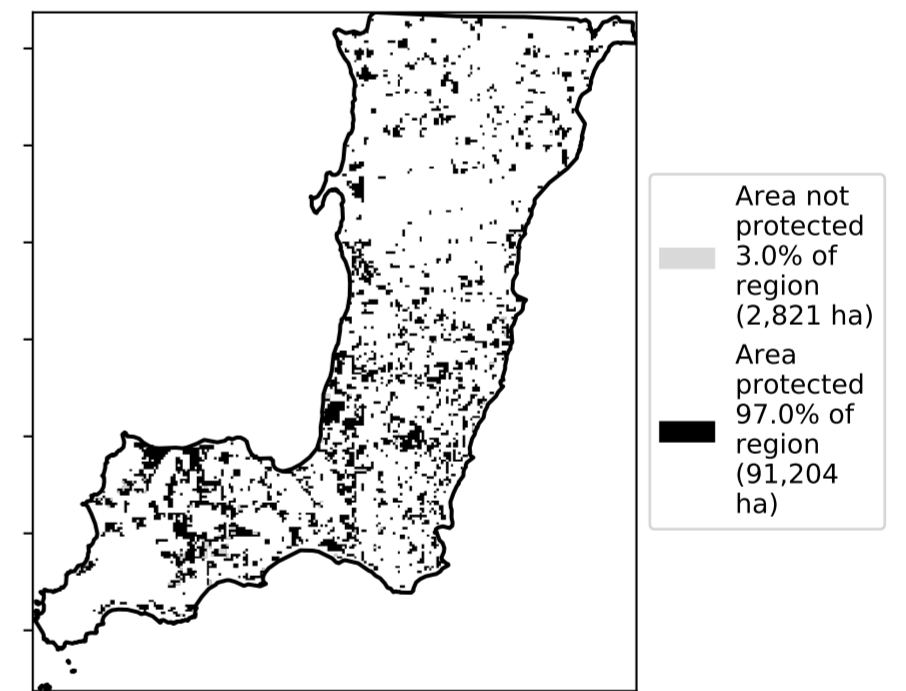 Area not
protected
3.0% of
region
(2,821 ha)
Area
protected
97.0% of
region
(91,204
ha)